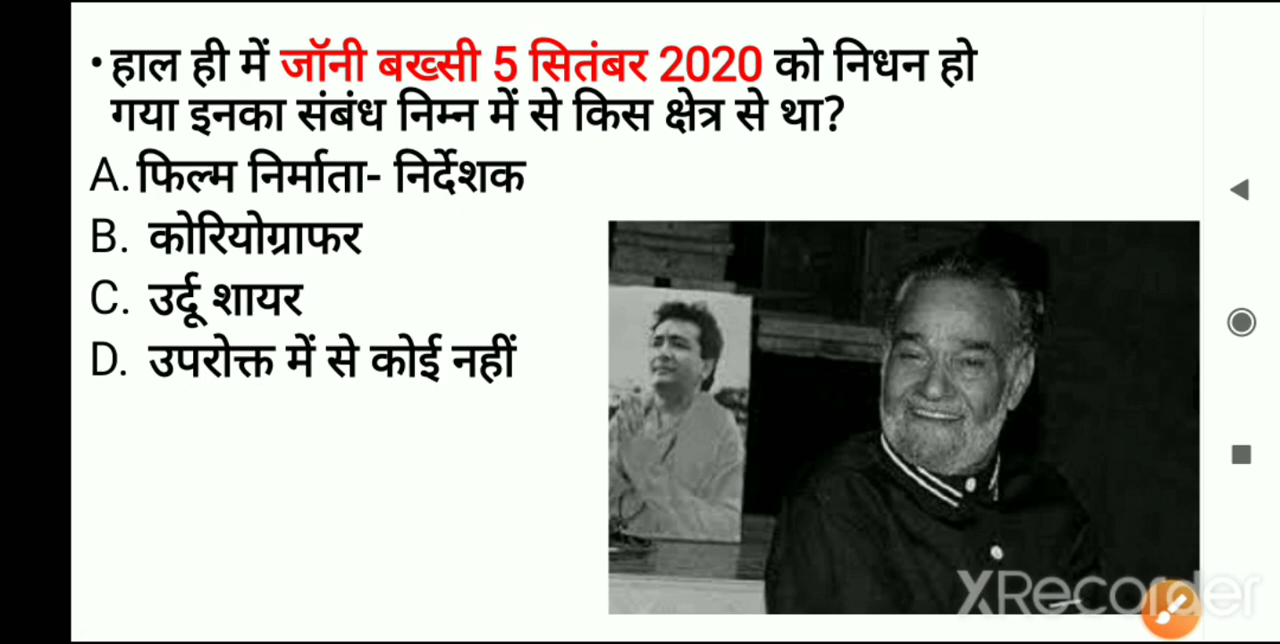 • हाल ही में जॉनी बख्सी 5 सितंबर 2020 को निधन हो
गया इनका संबंध निम्न में से किस क्षेत्र से था?
A. फिल्म निर्माता- निर्देशक
B. कोरियोग्राफर
C. उर्दू शायर
D. उपरोक्त में से कोई नहीं
XRecorder